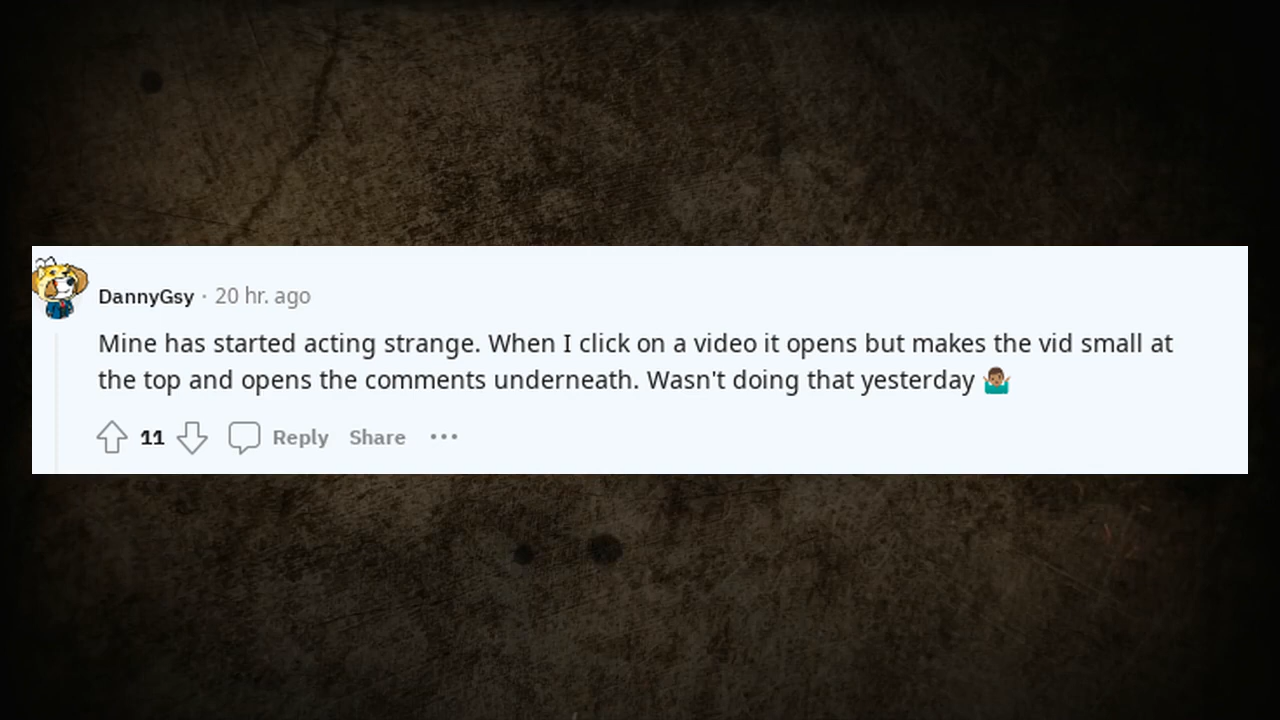 DannyGsy · 20 hr. ago
Mine has started acting strange. When I click on a video it opens but makes the vid small at
the top and opens the comments underneath. Wasn't doing that yesterday 🤷🏽‍♂️
11 Reply Share ...